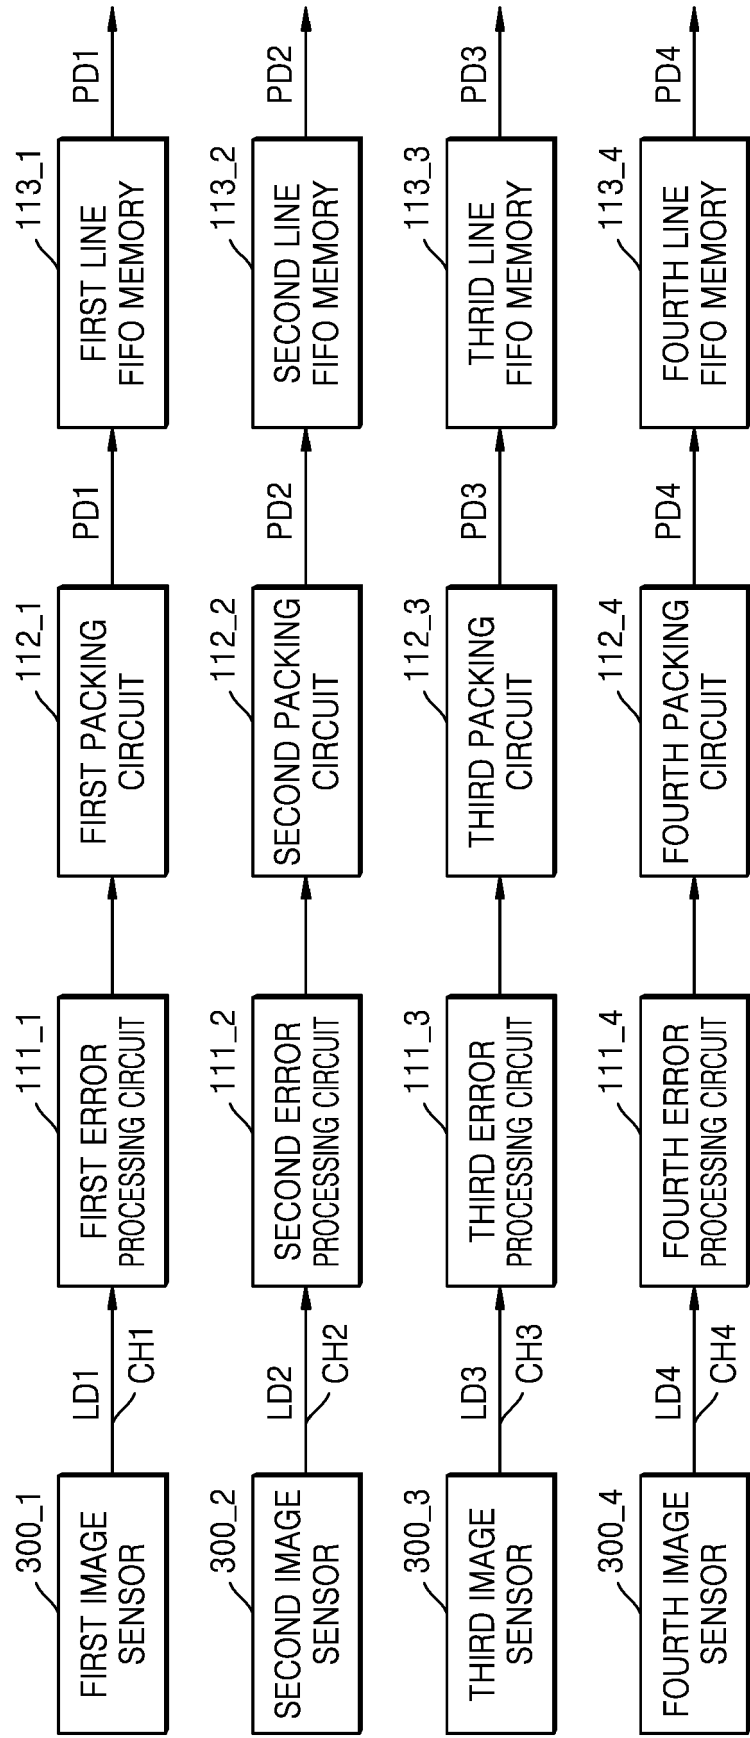 300_1
FIRST IMAGE
SENSOR
LD1
CH1
111_1
FIRST ERROR
PROCESSING CIRCUIT
112_1
FIRST PACKING
CIRCUIT
PD1
113_1
FIRST LINE
FIFO MEMORY
PD1
300_2
SECOND IMAGE
SENSOR
LD2
CH2
111_2
SECOND ERROR
PROCESSING CIRCUIT
112_2
SECOND PACKING
CIRCUIT
PD2
113_2
SECOND LINE
FIFO MEMORY
PD2
300_3
THIRD IMAGE
SENSOR
LD3
CH3
111_3
THIRD ERROR
PROCESSING CIRCUIT
112_3
THIRD PACKING
CIRCUIT
PD3
113_3
THRID LINE
FIFO MEMORY
PD3
300_4
FOURTH IMAGE
SENSOR
LD4
CH4
111_4
FOURTH ERROR
PROCESSING CIRCUIT
112_4
FOURTH PACKING
CIRCUIT
PD4
113_4
FOURTH LINE
FIFO MEMORY
PD4